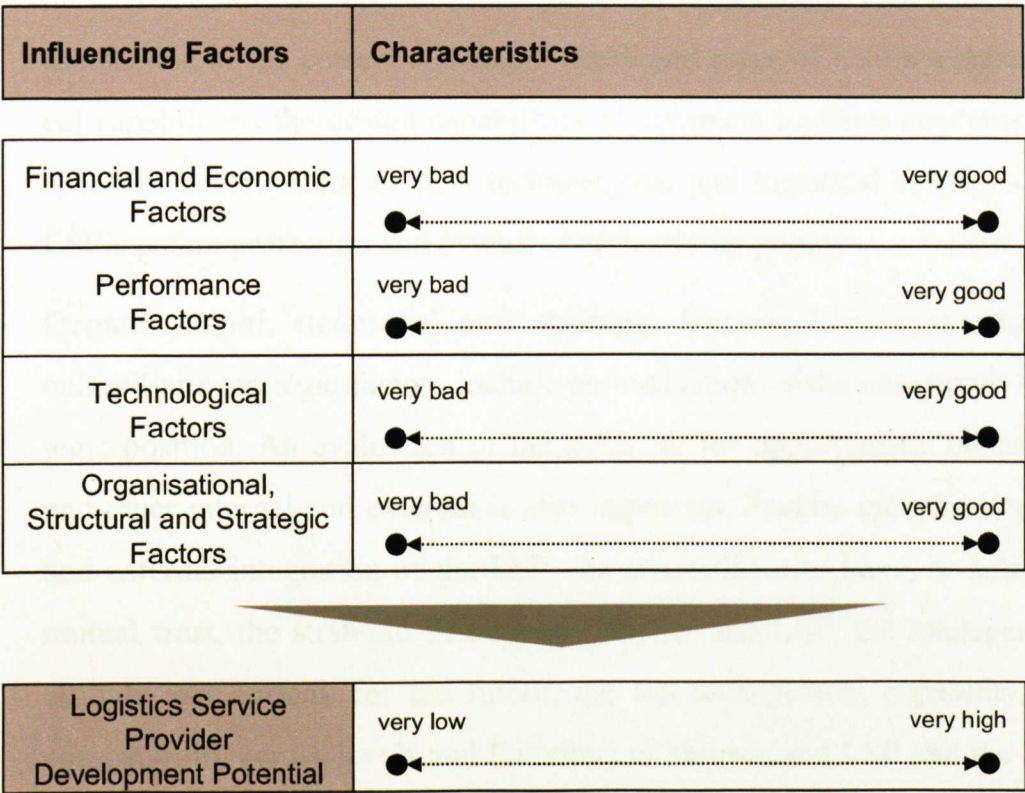 Influencing Factors Characteristics
Financial and Economic
Factors
very bad very good
Performance
Factors
very bad very good
Technological
Factors
very bad very good
Organisational,
Structural and Strategic
Factors
very bad very good
Logistics Service
Provider
Development Potential
very low very high